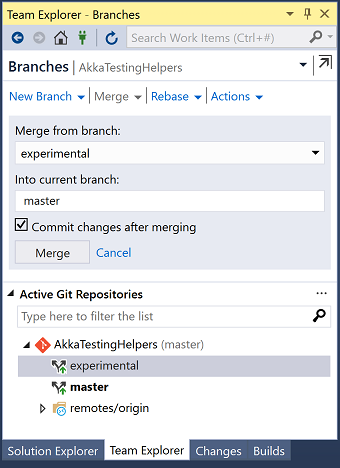 Team Explorer - Branches
Search Work Items (Ctrl+#)
Branches | AkkaTestingHelpers
New Branch | Merge | Rebase | Actions
Merge from branch:
experimental
Into current branch:
master
Commit changes after merging
Merge Cancel
Active Git Repositories ...
Type here to filter the list
AkkaTestingHelpers (master)
experimental
master
remotes/origin
Solution Explorer Team Explorer Changes Builds